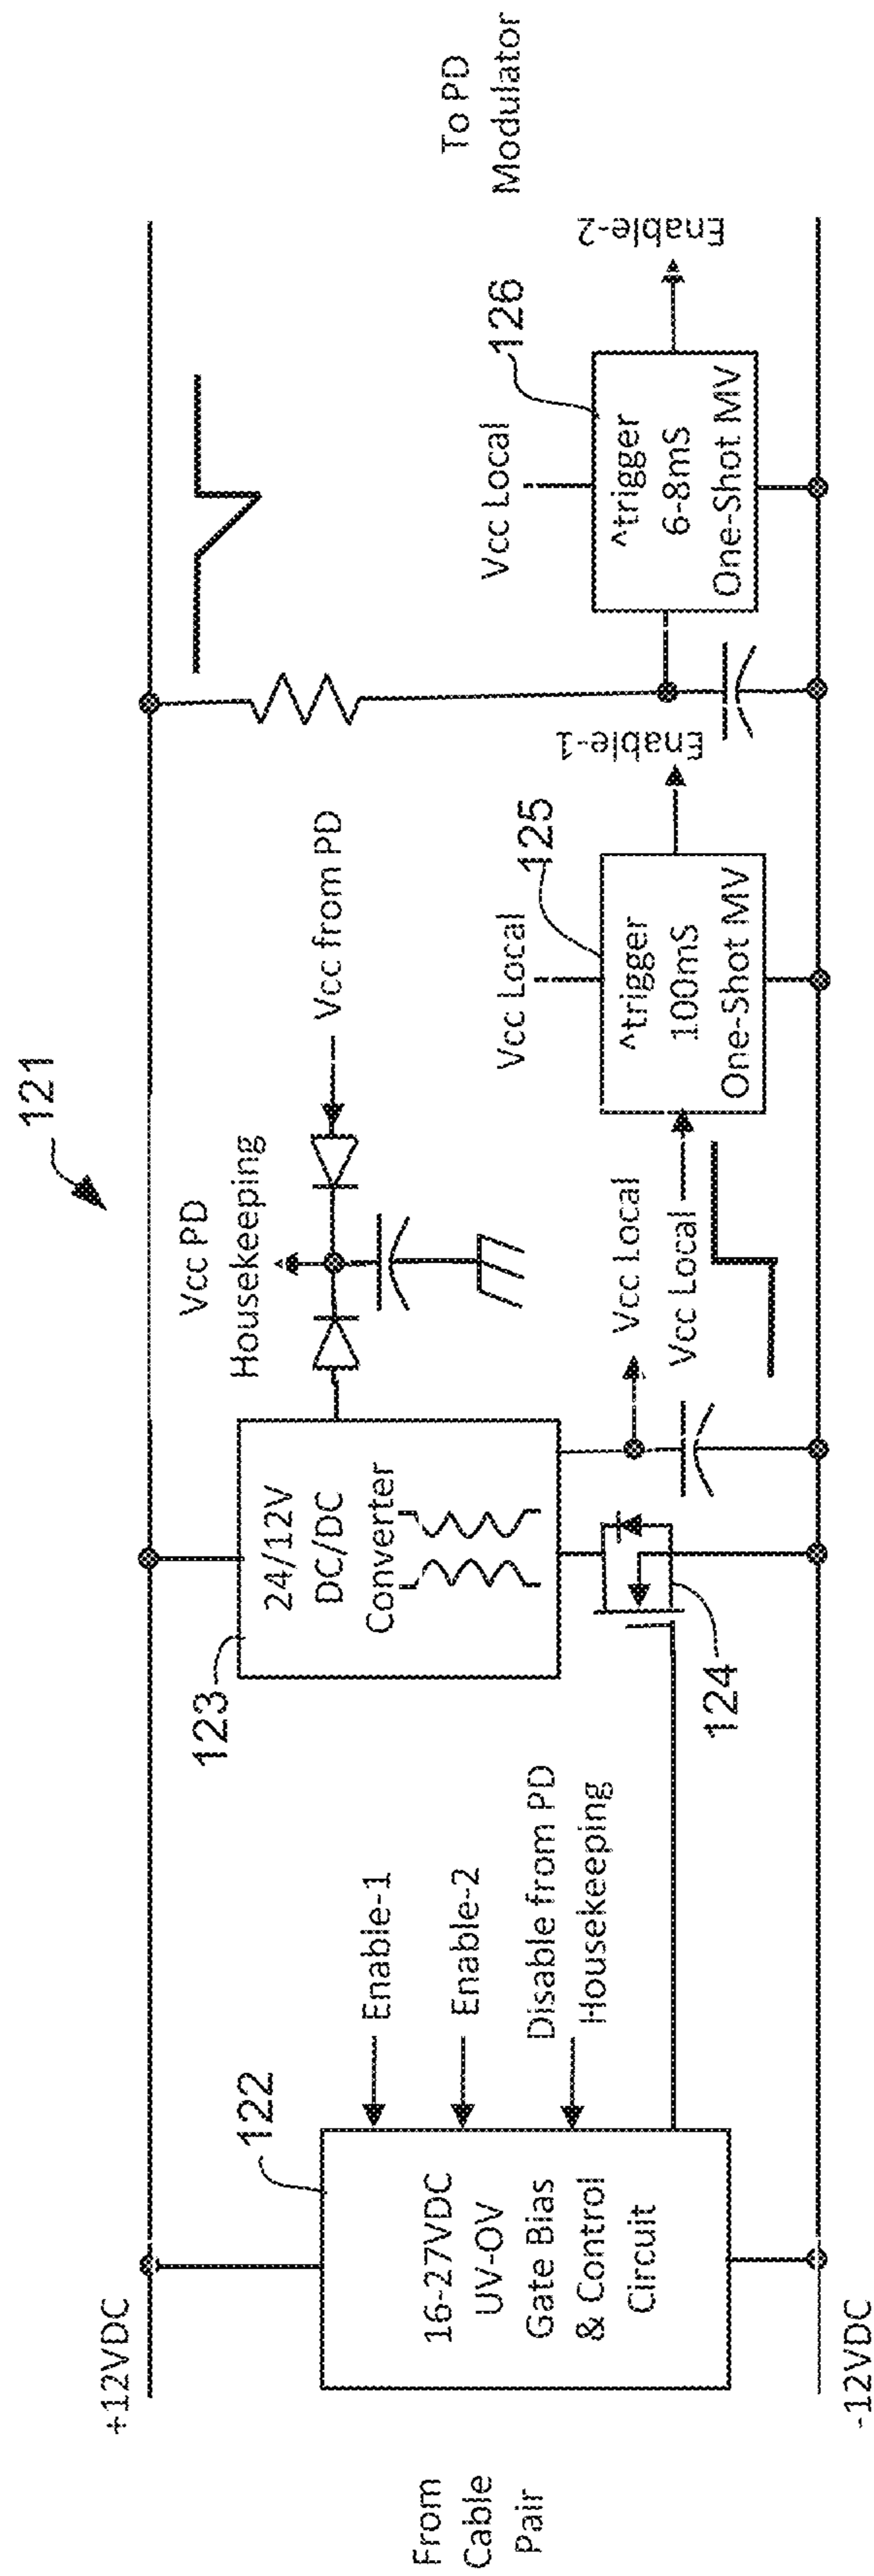 121
+12VDC
-12VDC
From
Cable
Pair
122
16-27VDC
UV-OV
Gate Bias
& Control
Circuit
Enable-1
Enable-2
Disable from PD
Housekeeping
123
24/12V
DC/DC
Converter
124
Vcc PD
Housekeeping
Vcc from PD
Vcc Local
Vcc Local
Vcc Local
125
^trigger
100mS
One-Shot MV
Enable-1
Vcc Local
126
^trigger
6-8mS
One-Shot MV
Enable-2
To PD
Modulator